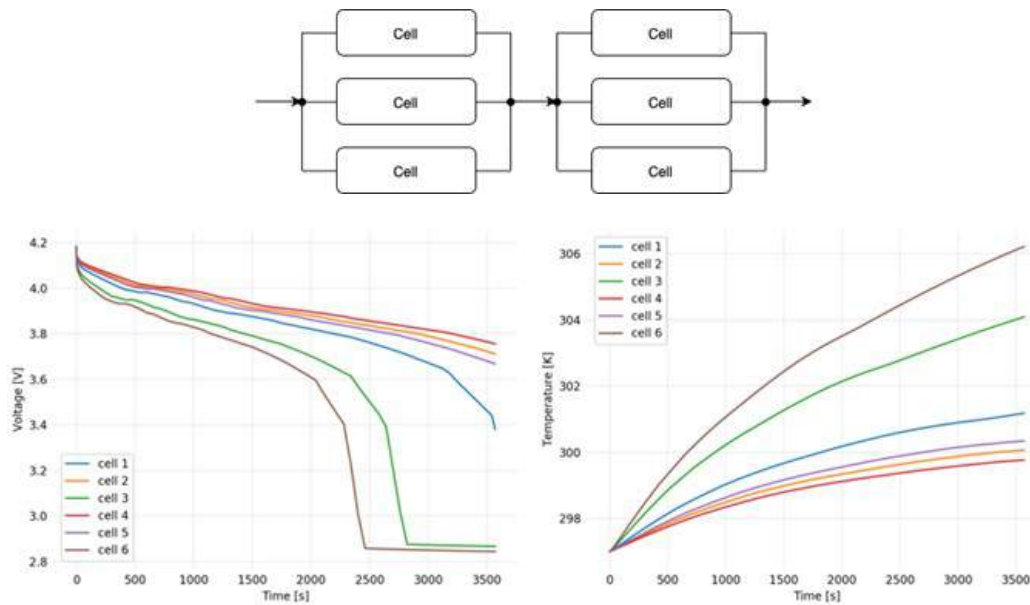 Cell Cell
Cell Cell
Cell Cell
4.2
4.0
3.8
3.6
3.4
3.2
3.0
2.8
Voltage [V]
cell 1
cell 2
cell 3
cell 4
cell 5
cell 6
0 500 1000 1500 2000 2500 3000 3500
Time [s]
306
304
302
300
298
Temperature [K]
cell 1
cell 2
cell 3
cell 4
cell 5
cell 6
0 500 1000 1500 2000 2500 3000 3500
Time [s]